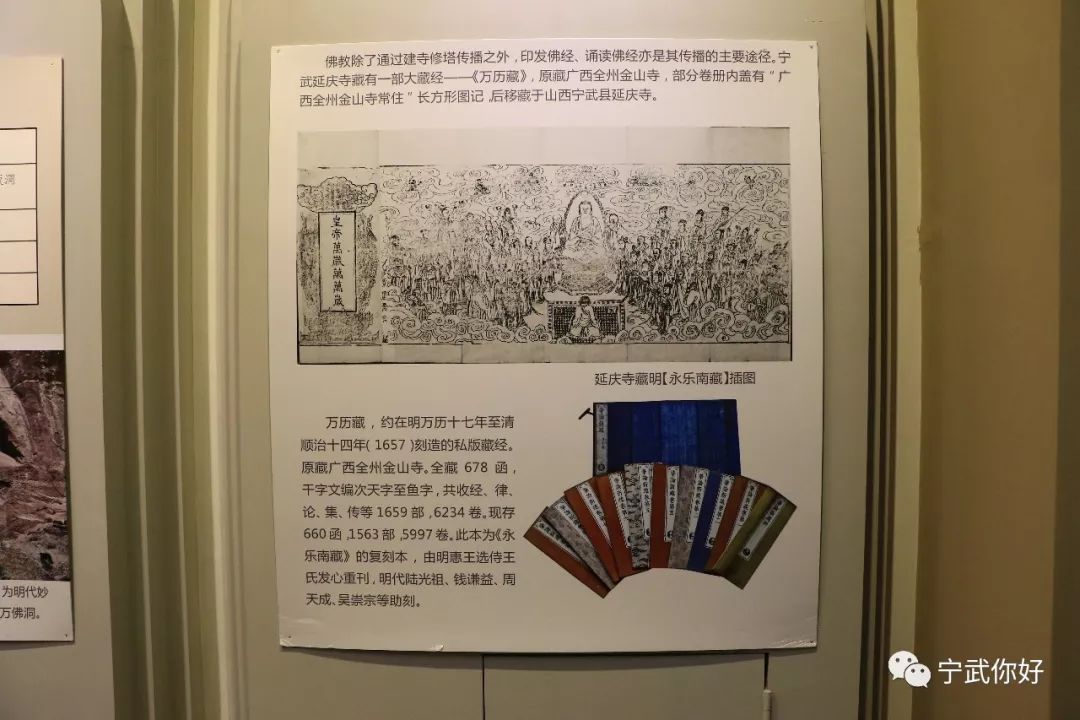 佛教除了通过建寺修塔传播之外，印发佛经、诵读佛经亦是其传播的主要途径。宁
武延庆寺藏有一部大藏经——《万历藏》，原藏广西全州金山寺，部分卷册内盖有“广
西全州金山寺常住”长方形图记，后移藏于山西宁武县延庆寺。
皇帝萬歲萬萬歲
延庆寺藏明【永乐南藏】插图
万历藏，约在明万历十七年至清
顺治十四年（1657）刻造的私版藏经。
原藏广西全州金山寺。全藏 678 函，
千字文编次天字至鱼字，共收经、律、
论、集、传等 1659 部，6234 卷。现存
660 函，1563 部，5997 卷。此本为《永
乐南藏》的复刻本，由明惠王选侍王
氏发心重刊，明代陆光祖、钱谦益、周
天成、吴崇宗等助刻。
为明代妙
万佛洞。
宁武你好